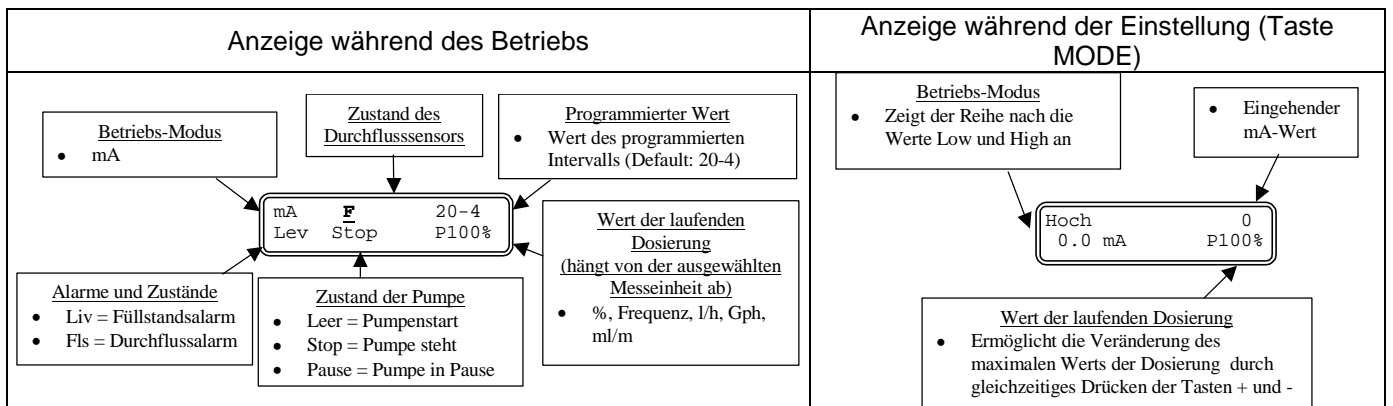 Anzeige während des Betriebs
Anzeige während der Einstellung (Taste
MODE)
Betriebs-Modus
• mA
Zustand des
Durchflusssensors
Programmierter Wert
• Wert des programmierten
Intervalls (Default: 20-4)
mA F 20-4
Lev Stop P100%
Alarme und Zustände
• Liv = Füllstandsalarm
• Fls = Durchflussalarm
Zustand der Pumpe
• Leer = Pumpenstart
• Stop = Pumpe steht
• Pause = Pumpe in Pause
Wert der laufenden
Dosierung
(hängt von der ausgewählten
Messeinheit ab)
• %, Frequenz, l/h, Gph,
ml/m
Betriebs-Modus
• Zeigt der Reihe nach die
Werte Low und High an
• Eingehender
mA-Wert
Hoch 0
0.0 mA P100%
Wert der laufenden Dosierung
• Ermöglicht die Veränderung des
maximalen Werts der Dosierung durch
gleichzeitiges Drücken der Tasten + und -